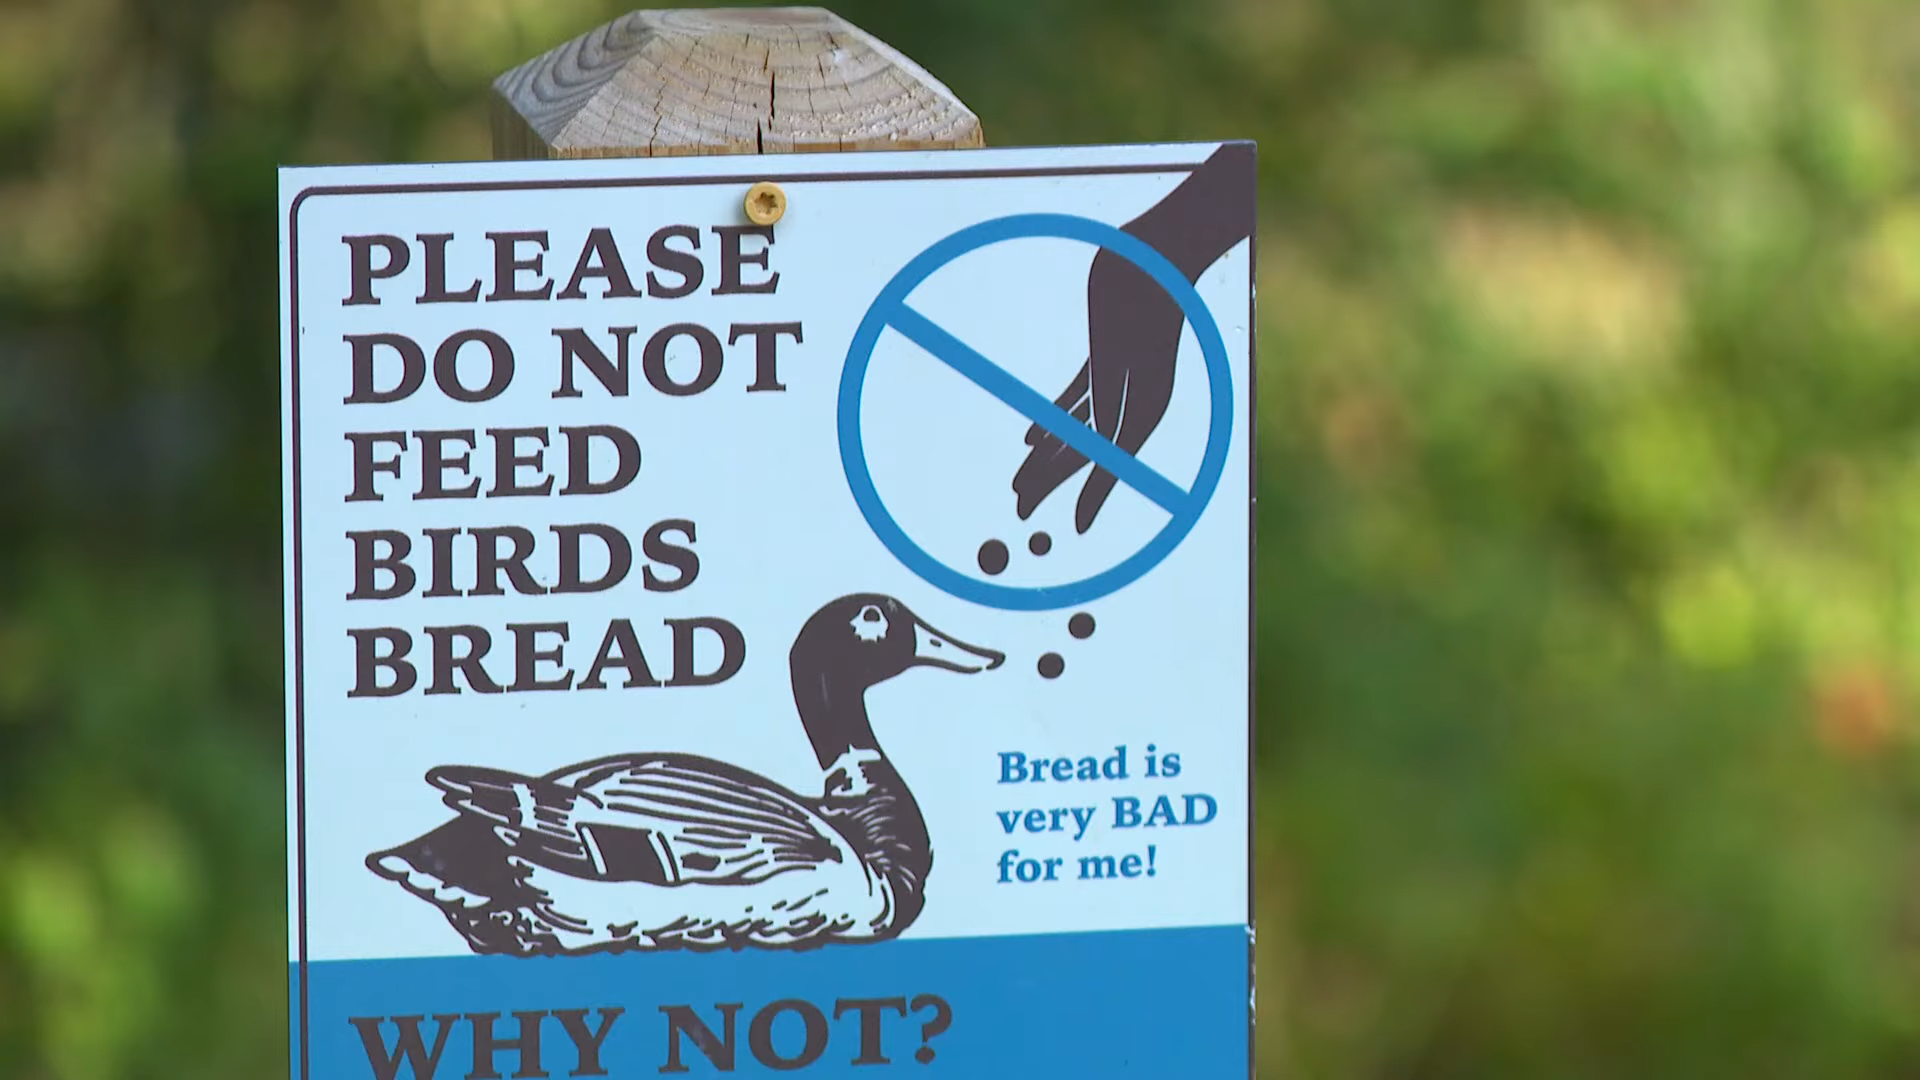 PLEASE
DO NOT
FEED
BIRDS
BREAD
Bread is
very BAD
for me!
WHY NOT?